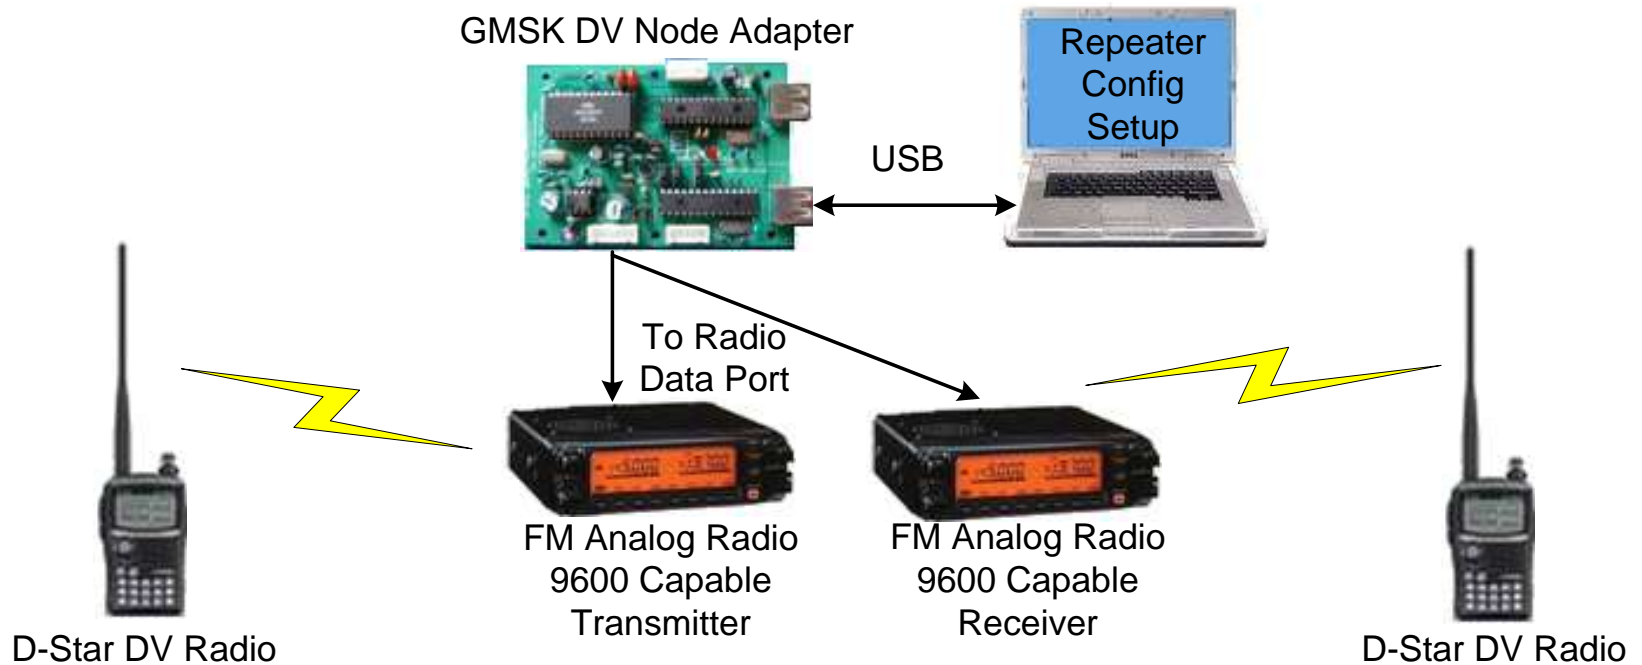 GMSK DV Node Adapter
Repeater
Config
Setup
USB
To Radio
Data Port
FM Analog Radio
9600 Capable
Transmitter
FM Analog Radio
9600 Capable
Receiver
D-Star DV Radio
D-Star DV Radio